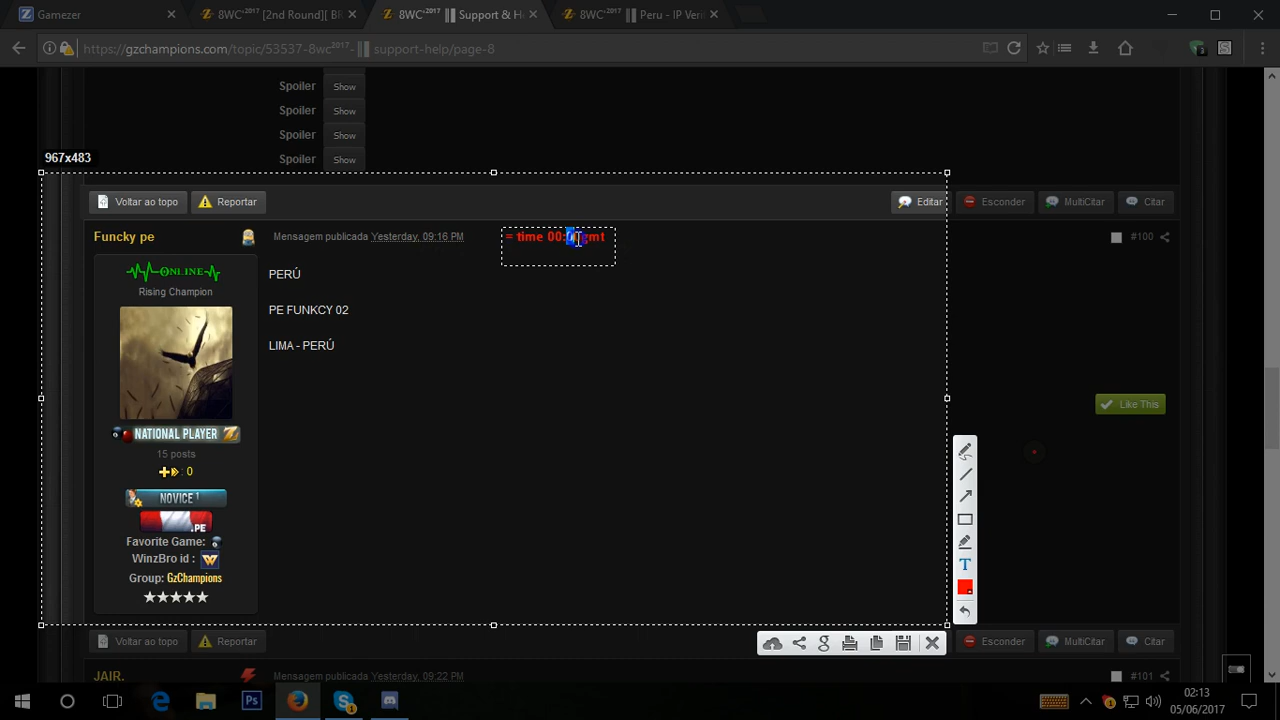 Gamezer
8WC²⁰¹⁷ [2nd Round][ BR
8WC²⁰¹⁷ ‖‖ Support & H
8WC²⁰¹⁷ ‖‖ Peru - IP Veri
https://gzchampions.com/topic/53537-8wc²⁰¹⁷-‖‖ support-help/page-8
Spoiler Show
Spoiler Show
Spoiler Show
Spoiler Show
967x483
Voltar ao topo Reportar Editar Esconder MultiCitar Citar
Funcky pe Mensagem publicada Yesterday, 09:16 PM = time 00: gmt #100
ONLINE
Rising Champion
PERÚ
PE FUNKCY 02
LIMA - PERÚ
Like This
NATIONAL PLAYER
15 posts
: 0
NOVICE 1
.PE
Favorite Game:
WinzBro id :
Group: GzChampions
Voltar ao topo Reportar Esconder MultiCitar Citar
JAIR. Mensagem publicada Yesterday, 09:22 PM #101
02:13
05/06/2017